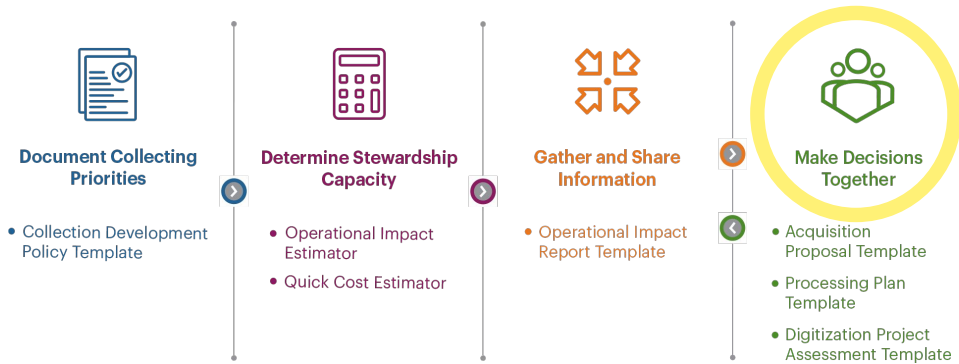 Document Collecting
Priorities
• Collection Development
Policy Template
Determine Stewardship
Capacity
• Operational Impact
Estimator
• Quick Cost Estimator
Gather and Share
Information
• Operational Impact
Report Template
Make Decisions
Together
• Acquisition
Proposal Template
• Processing Plan
Template
• Digitization Project
Assessment Template